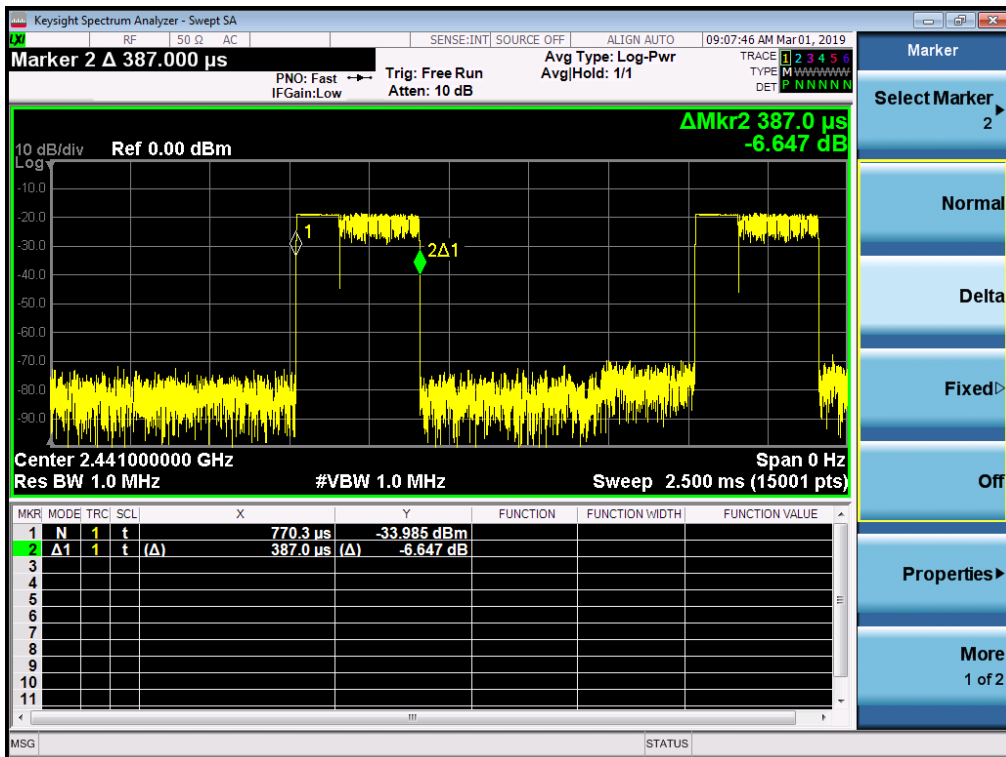 Keysight Spectrum Analyzer - Swept SA
LXI RF 50 Ω AC SENSE:INT SOURCE OFF ALIGN AUTO 09:07:46 AM Mar 01, 2019
Marker 2 Δ 387.000 µs
PNO: Fast
IFGain:Low
Trig: Free Run
Atten: 10 dB
Avg Type: Log-Pwr
Avg|Hold: 1/1
TRACE 1 2 3 4 5 6
TYPE M WWWWW
DET P N N N N N
ΔMkr2 387.0 µs
-6.647 dB
10 dB/div Ref 0.00 dBm
Log
-10.0
-20.0
-30.0
-40.0
-50.0
-60.0
-70.0
-80.0
-90.0
1
2Δ1
Center 2.441000000 GHz Span 0 Hz
Res BW 1.0 MHz #VBW 1.0 MHz Sweep 2.500 ms (15001 pts)
MKR MODE TRC SCL X Y FUNCTION FUNCTION WIDTH FUNCTION VALUE
1 N 1 t 770.3 µs -33.985 dBm
2 Δ1 1 t (Δ) 387.0 µs (Δ) -6.647 dB
3
4
5
6
7
8
9
10
11
MSG STATUS
Marker
Select Marker
2
Normal
Delta
Fixed
Off
Properties
More
1 of 2